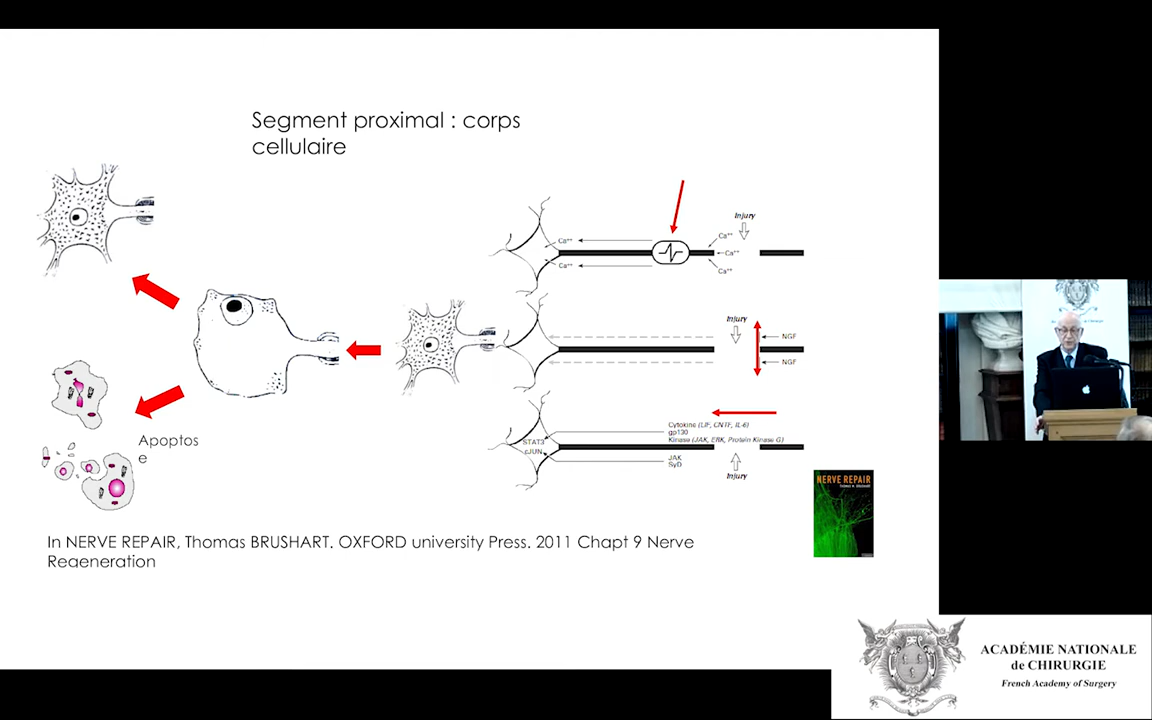 Segment proximal : corps
cellulaire
Injury
Ca⁺⁺
Ca⁺⁺
Ca⁺⁺
Ca⁺⁺
Ca⁺⁺
Injury
NGF
NGF
Cytokine (LIF, CNTF, IL-6)
gp130
Kinase (JAK, ERK, Protein Kinase G)
STAT3
cJUN
JAK
SyD
Injury
Apoptos
e
NERVE REPAIR
THOMAS M. BRUSHART
In NERVE REPAIR, Thomas BRUSHART. OXFORD university Press. 2011 Chapt 9 Nerve
Regeneration
ACADÉMIE NATIONALE
de CHIRURGIE
French Academy of Surgery